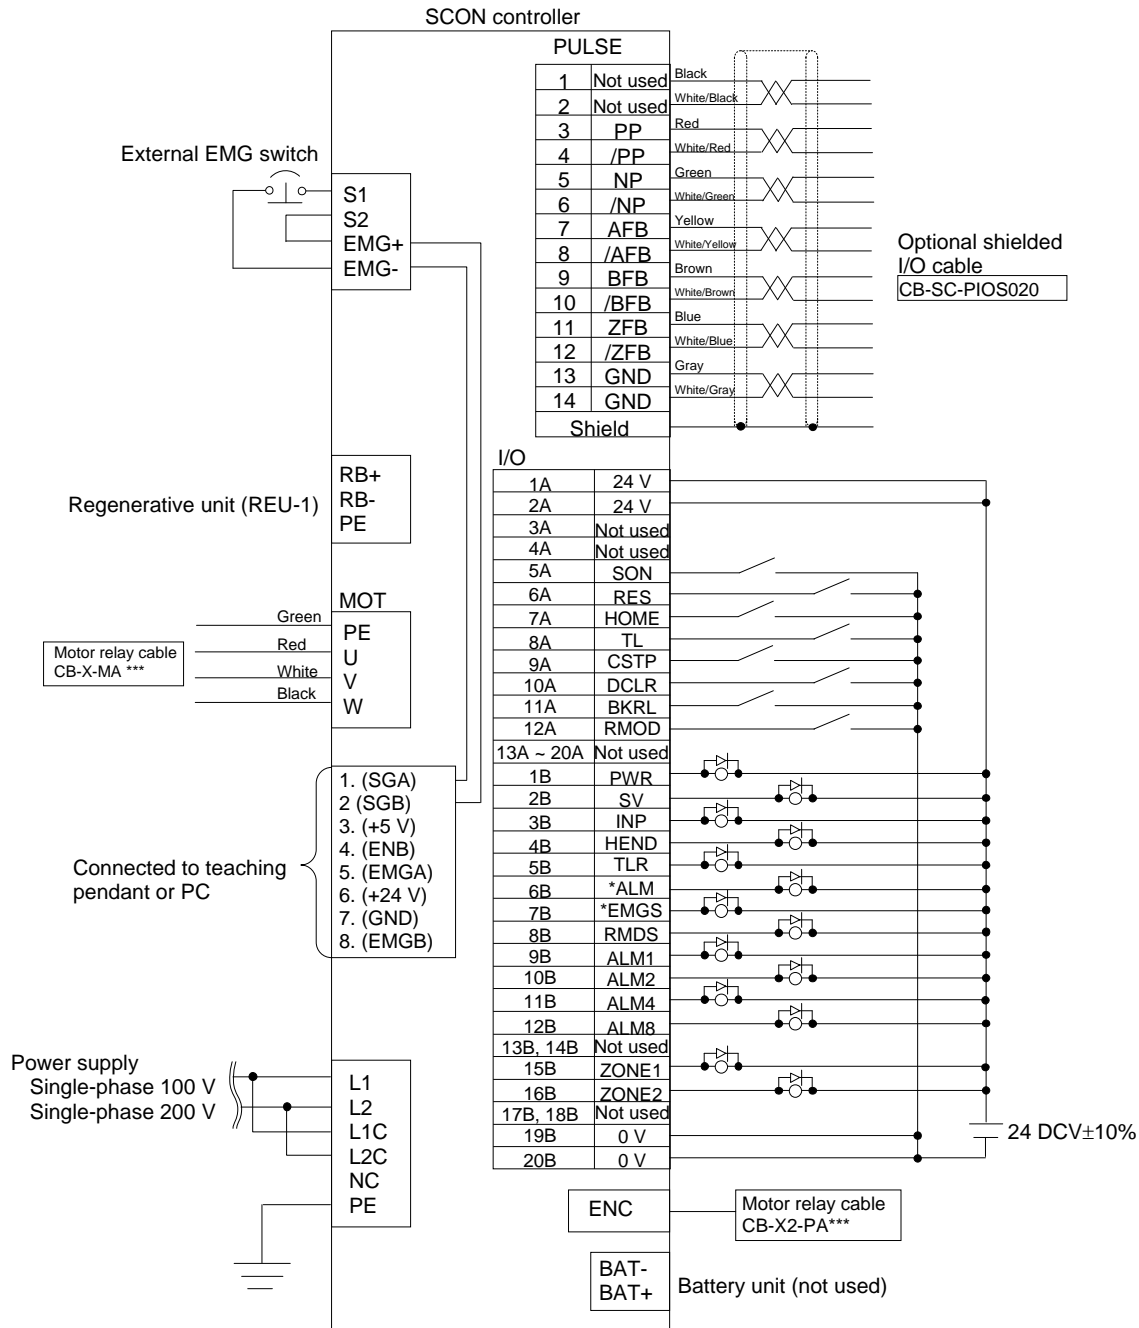 SCON controller
PULSE
1 Not used Black
2 Not used White/Black
3 PP Red
4 /PP White/Red
5 NP Green
6 /NP White/Green
7 AFB Yellow
8 /AFB White/Yellow
9 BFB Brown
10 /BFB White/Brown
11 ZFB Blue
12 /ZFB White/Blue
13 GND Gray
14 GND White/Gray
Shield
Optional shielded
I/O cable
CB-SC-PIOS020
External EMG switch
S1
S2
EMG+
EMG-
Regenerative unit (REU-1)
RB+
RB-
PE
MOT
Green PE
Red U
White V
Black W
Motor relay cable
CB-X-MA ***
Connected to teaching
pendant or PC
1. (SGA)
2 (SGB)
3. (+5 V)
4. (ENB)
5. (EMGA)
6. (+24 V)
7. (GND)
8. (EMGB)
Power supply
Single-phase 100 V
Single-phase 200 V
L1
L2
L1C
L2C
NC
PE
I/O
1A 24 V
2A 24 V
3A Not used
4A Not used
5A SON
6A RES
7A HOME
8A TL
9A CSTP
10A DCLR
11A BKRL
12A RMOD
13A ~ 20A Not used
1B PWR
2B SV
3B INP
4B HEND
5B TLR
6B *ALM
7B *EMGS
8B RMDS
9B ALM1
10B ALM2
11B ALM4
12B ALM8
13B, 14B Not used
15B ZONE1
16B ZONE2
17B, 18B Not used
19B 0 V
20B 0 V
24 DCV±10%
ENC
Motor relay cable
CB-X2-PA***
BAT-
BAT+
Battery unit (not used)